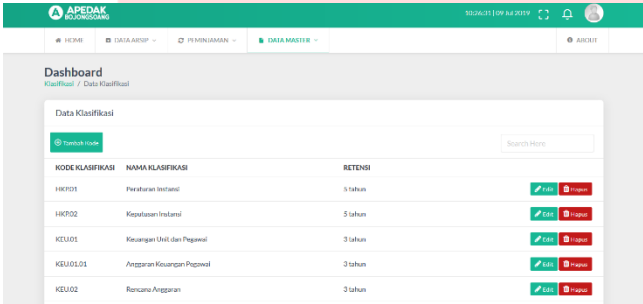 APEDAK
BOJONGSOANG
10:26:31 | 09 Jul 2019
HOME
DATA ARSIP
PEMINJAMAN
DATA MASTER
ABOUT
Dashboard
Klasifikasi / Data Klasifikasi
Data Klasifikasi
Tambah Kode
Search Here
KODE KLASIFIKASI NAMA KLASIFIKASI RETENSI
HKP.01 Peraturan Instansi 5 tahun Edit Hapus
HKP.02 Keputusan Instansi 5 tahun Edit Hapus
KEU.01 Keuangan Unit dan Pegawai 3 tahun Edit Hapus
KEU.01.01 Anggaran Keuangan Pegawai 3 tahun Edit Hapus
KEU.02 Rencana Anggaran 3 tahun Edit Hapus